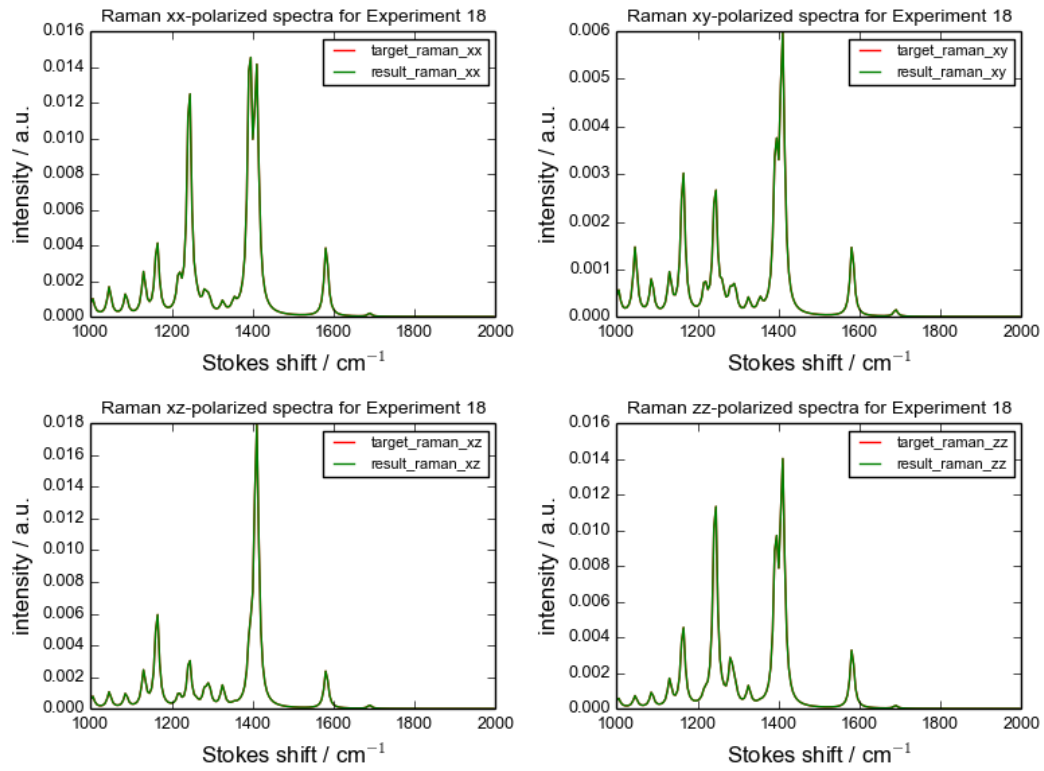 Raman xx-polarized spectra for Experiment 18
0.016
0.014
0.012
0.010
0.008
0.006
0.004
0.002
0.000
intensity / a.u.
target_raman_xx
result_raman_xx
1000 1200 1400 1600 1800 2000
Stokes shift / cm⁻¹
Raman xy-polarized spectra for Experiment 18
0.006
0.005
0.004
0.003
0.002
0.001
0.000
intensity / a.u.
target_raman_xy
result_raman_xy
1000 1200 1400 1600 1800 2000
Stokes shift / cm⁻¹
Raman xz-polarized spectra for Experiment 18
0.018
0.016
0.014
0.012
0.010
0.008
0.006
0.004
0.002
0.000
intensity / a.u.
target_raman_xz
result_raman_xz
1000 1200 1400 1600 1800 2000
Stokes shift / cm⁻¹
Raman zz-polarized spectra for Experiment 18
0.016
0.014
0.012
0.010
0.008
0.006
0.004
0.002
0.000
intensity / a.u.
target_raman_zz
result_raman_zz
1000 1200 1400 1600 1800 2000
Stokes shift / cm⁻¹